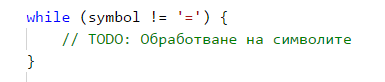 while (symbol != '=') {
    // TODO: Обработване на символите
}